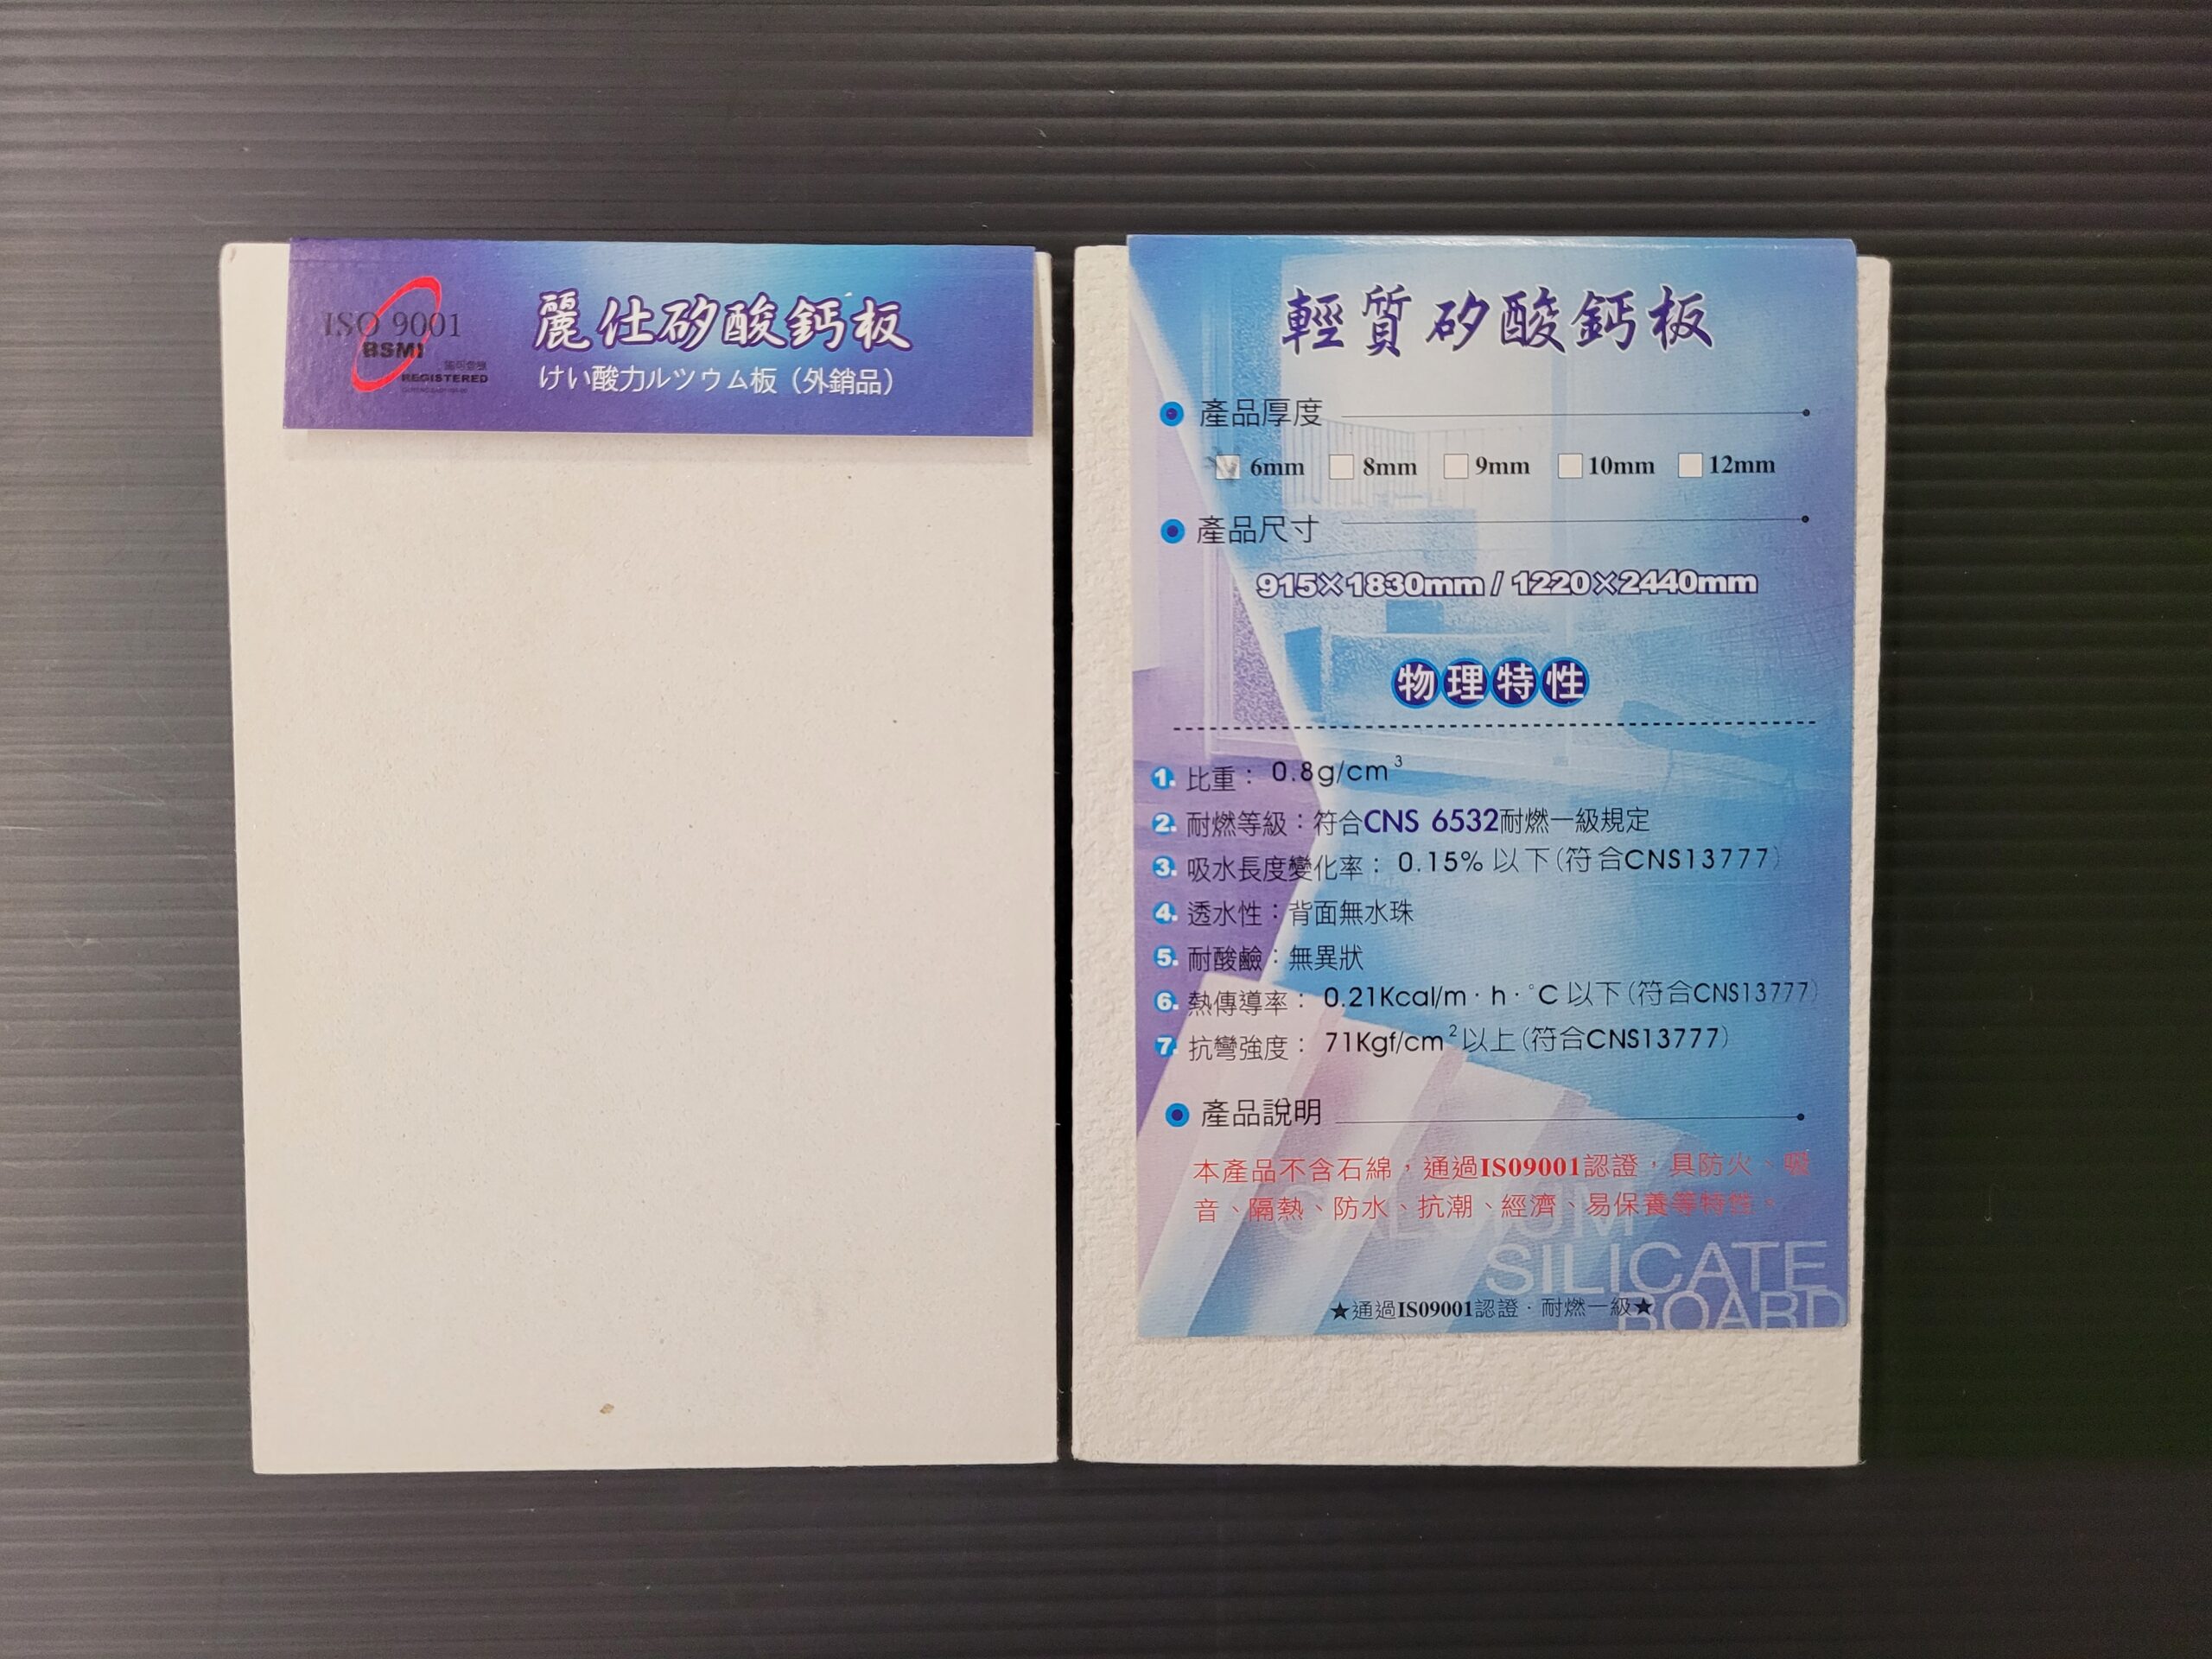 ISO 9001
BSMI
REGISTERED
麗仕矽酸鈣板
けい酸カルツウム板（外銷品）
輕質矽酸鈣板
產品厚度
6mm 8mm 9mm 10mm 12mm
產品尺寸
915×1830mm / 1220×2440mm
物理特性
1. 比重： 0.8g/cm³
2. 耐燃等級：符合CNS 6532耐燃一級規定
3. 吸水長度變化率： 0.15% 以下(符合CNS13777)
4. 透水性：背面無水珠
5. 耐酸鹼：無異狀
6. 熱傳導率： 0.21Kcal/m·h·°C 以下(符合CNS13777)
7. 抗彎強度： 71Kgf/cm²以上(符合CNS13777)
產品說明
本產品不含石綿，通過IS09001認證，具防火、隔
音、隔熱、防水、抗潮、經濟、易保養等特性。
CALCIUM
SILICATE
BOARD
★通過IS09001認證·耐燃一級★